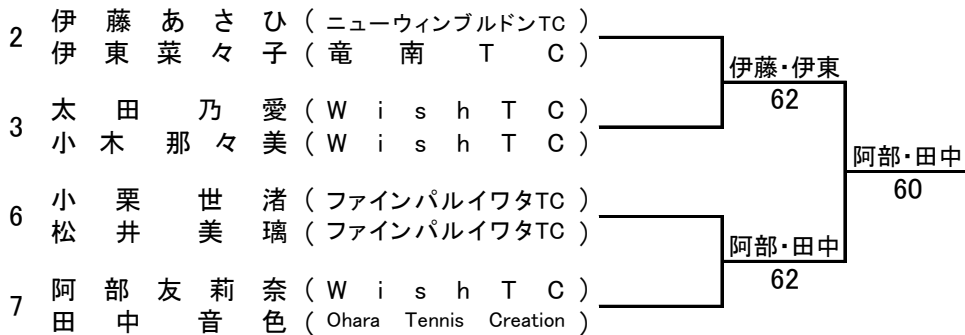 2 伊藤あさひ(ニューウィンブルドンTC)
伊東菜々子(竜南TC)
伊藤・伊東
62
3 太田乃愛(WishTC)
小木那々美(WishTC)
阿部・田中
60
6 小栗世渚(ファインパルイワタTC)
松井美璃(ファインパルイワタTC)
阿部・田中
62
7 阿部友莉奈(WishTC)
田中音色(Ohara Tennis Creation)